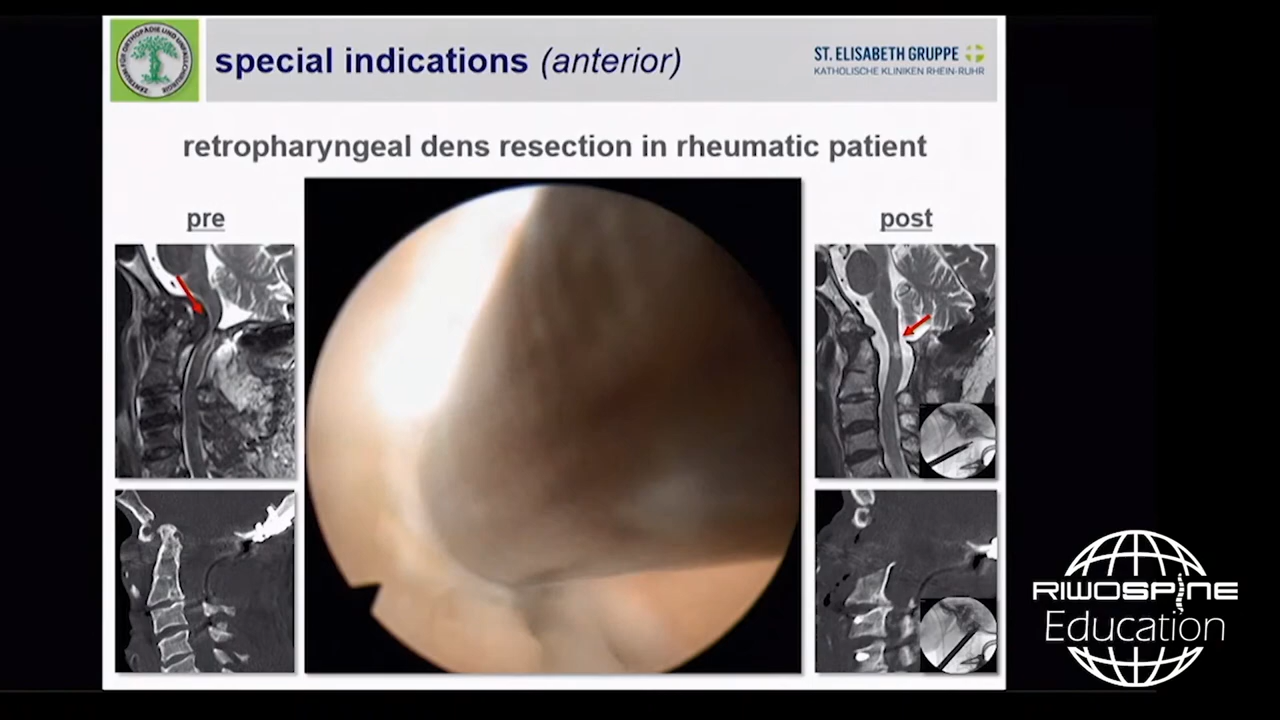 special indications (anterior)
ST. ELISABETH GRUPPE
KATHOLISCHE KLINIKEN RHEIN-RUHR
retropharyngeal dens resection in rheumatic patient
pre
post
RIWOSPINE
Education